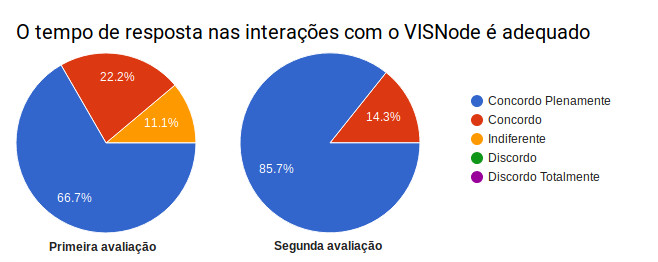 O tempo de resposta nas interações com o VISNode é adequado
22.2%
11.1%
66.7%
Primeira avaliação
14.3%
85.7%
Segunda avaliação
Concordo Plenamente
Concordo
Indiferente
Discordo
Discordo Totalmente